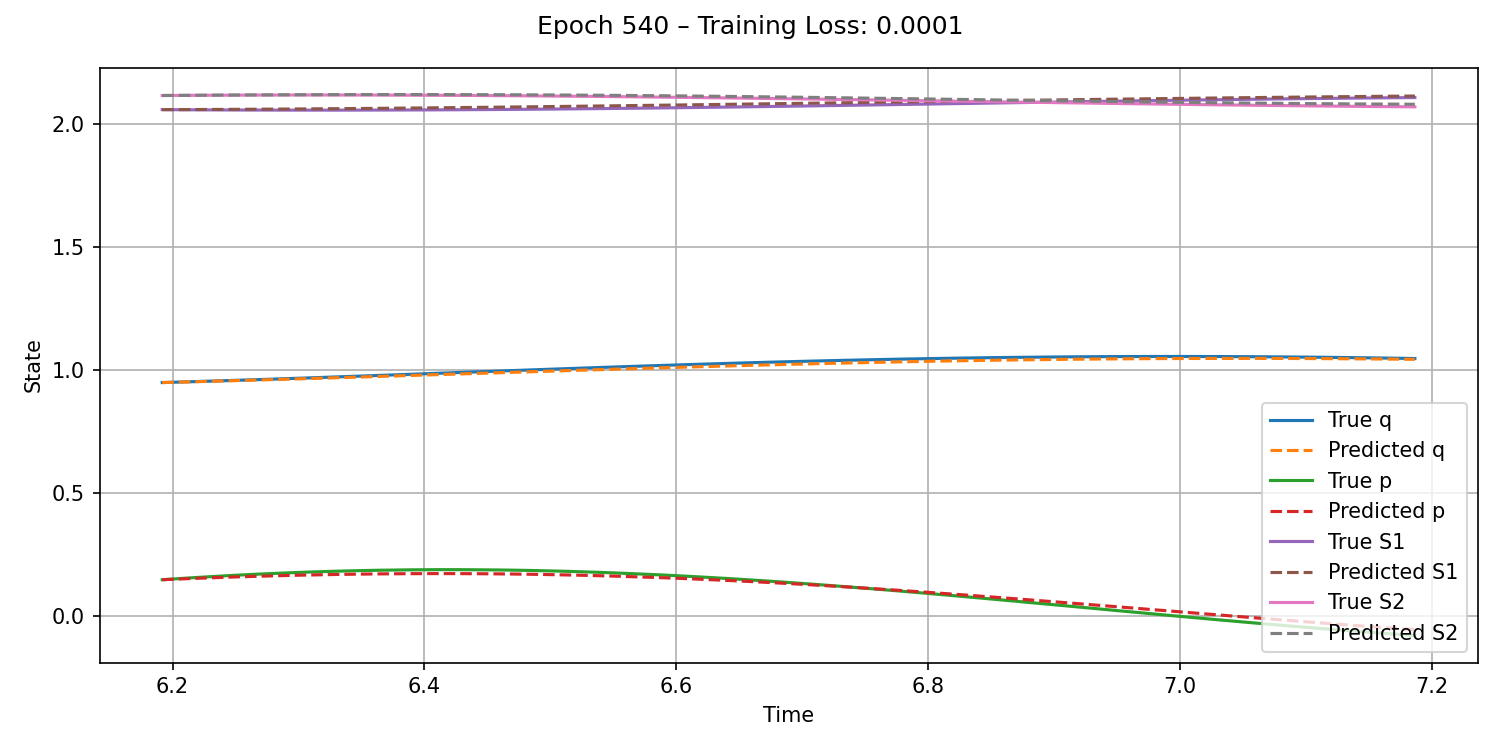 Epoch 540 – Training Loss: 0.0001
2.0
1.5
1.0
0.5
0.0
State
6.2 6.4 6.6 6.8 7.0 7.2
Time
True q
Predicted q
True p
Predicted p
True S1
Predicted S1
True S2
Predicted S2